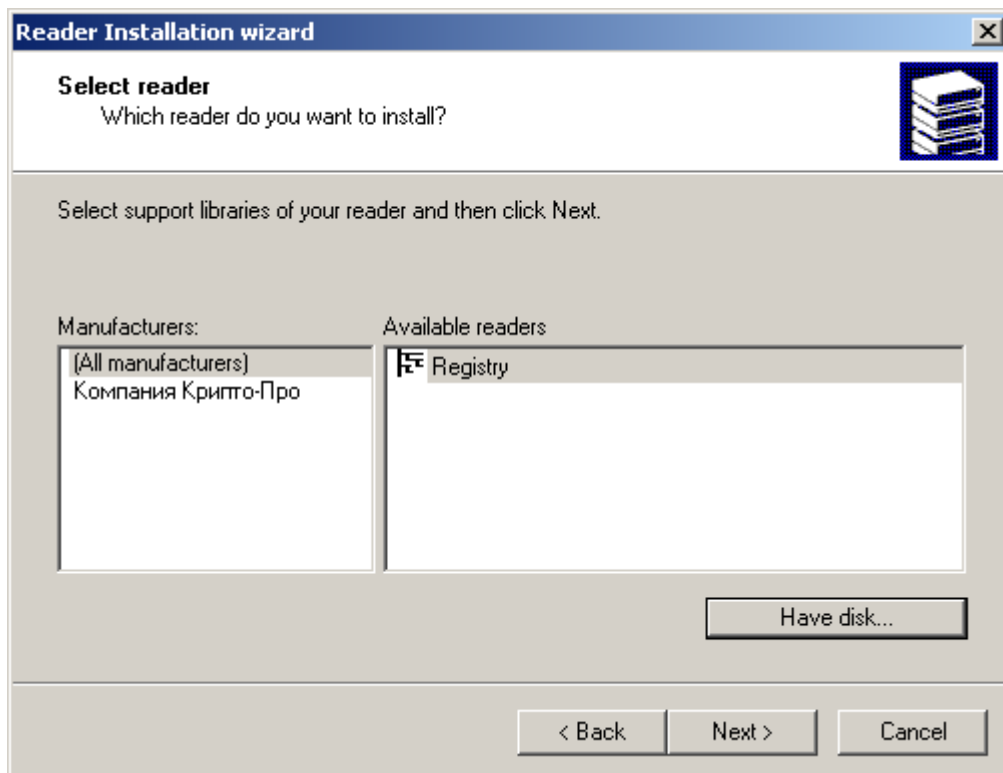 Reader Installation wizard
Select reader
Which reader do you want to install?
Select support libraries of your reader and then click Next.
Manufacturers:
Available readers
(All manufacturers)
Компания Крипто-Про
Registry
Have disk...
< Back
Next >
Cancel